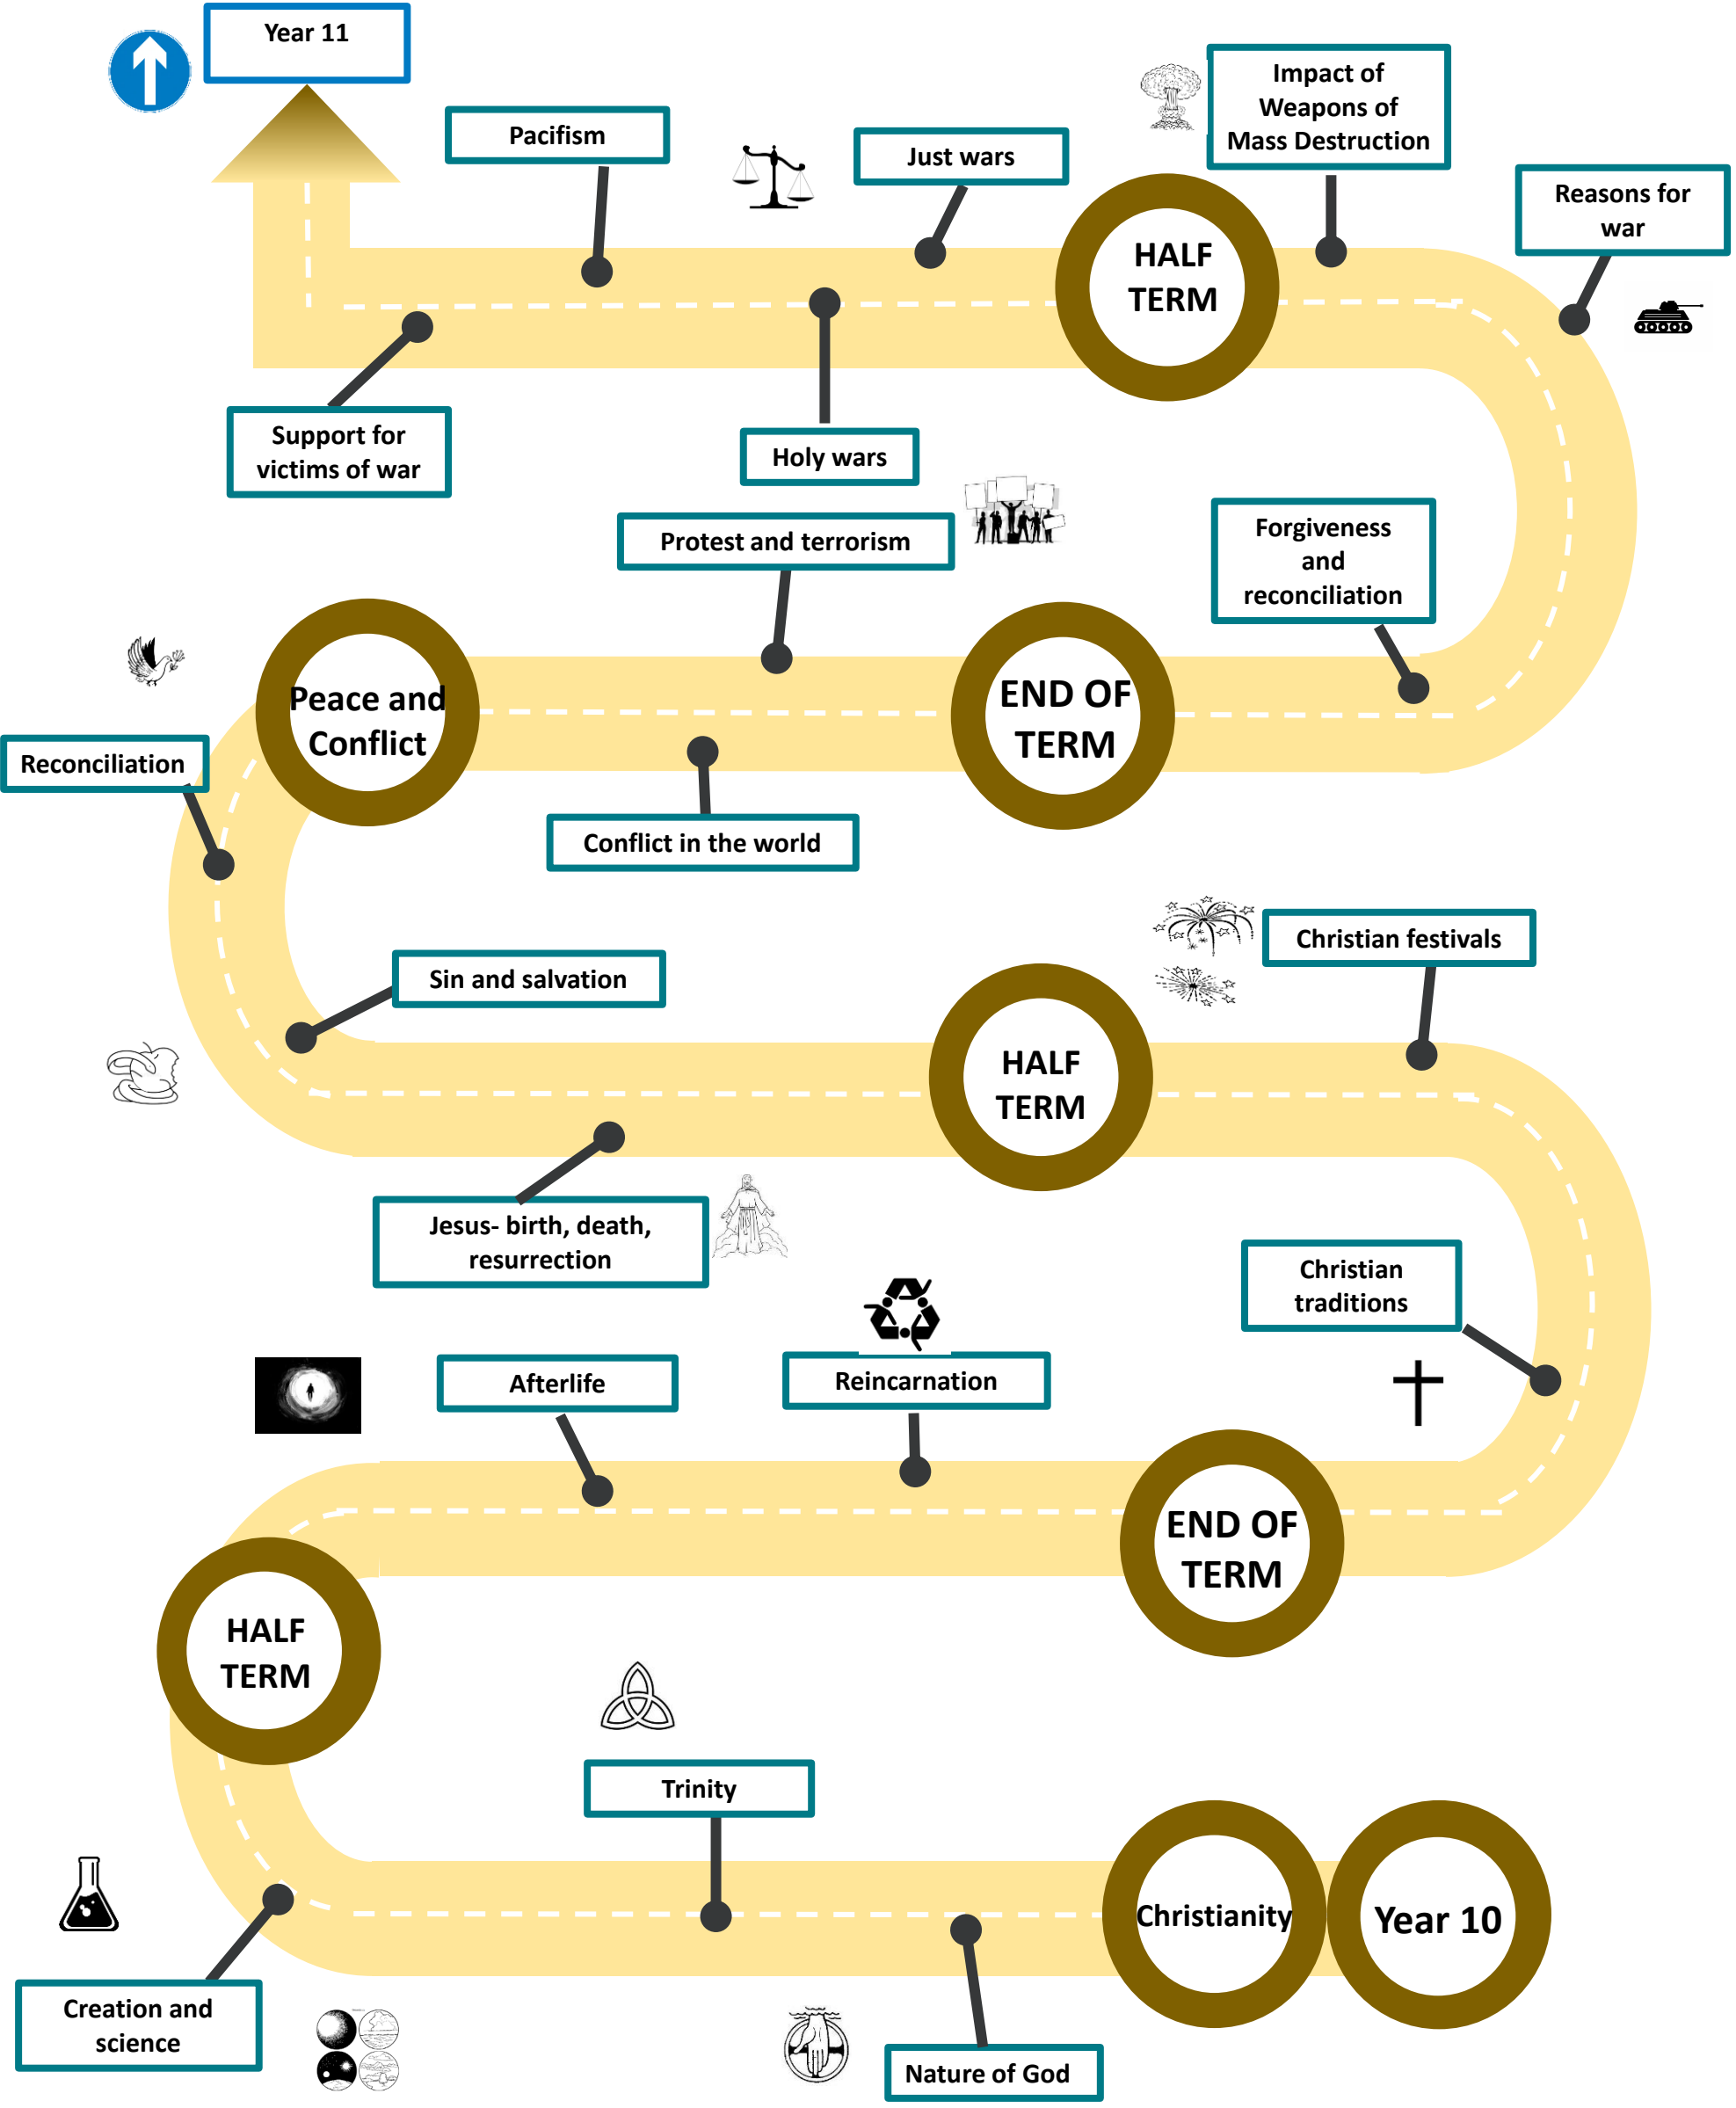 Year 11
Impact of
Weapons of
Mass Destruction
Pacifism
Just wars
Reasons for
war
HALF
TERM
Support for
victims of war
Holy wars
Protest and terrorism
Forgiveness
and
reconciliation
Peace and
Conflict
END OF
TERM
Reconciliation
Conflict in the world
Christian festivals
Sin and salvation
HALF
TERM
Jesus- birth, death,
resurrection
Christian
traditions
Afterlife
Reincarnation
END OF
TERM
HALF
TERM
Trinity
Christianity
Year 10
Creation and
science
Nature of God